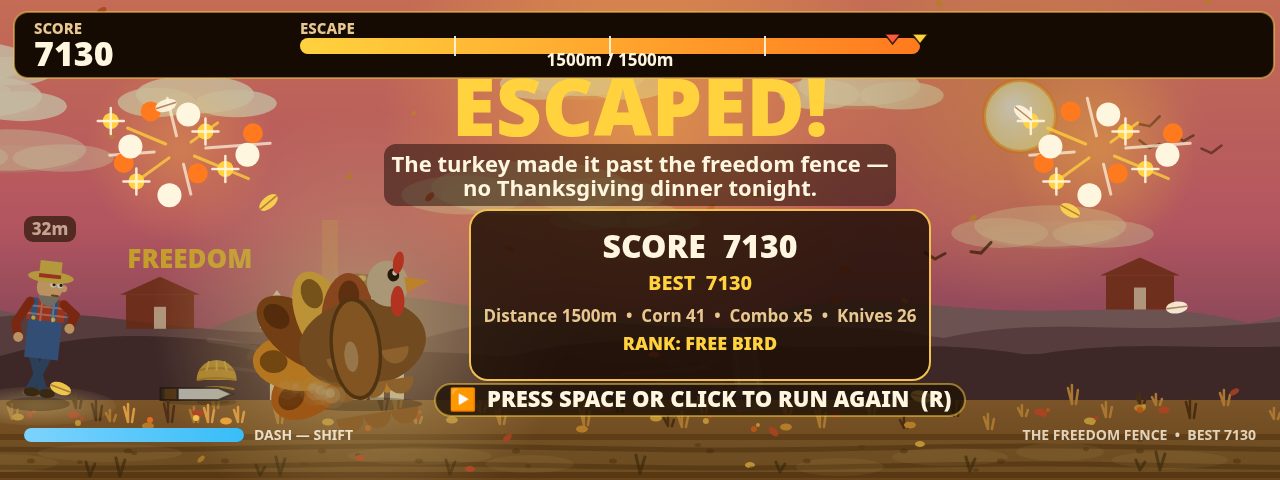 SCORE
7130
ESCAPE
1500m / 1500m
ESCAPED!
The turkey made it past the freedom fence —
no Thanksgiving dinner tonight.
32m
FREEDOM
SCORE 7130
BEST 7130
Distance 1500m • Corn 41 • Combo x5 • Knives 26
RANK: FREE BIRD
PRESS SPACE OR CLICK TO RUN AGAIN (R)
DASH — SHIFT
THE FREEDOM FENCE • BEST 7130